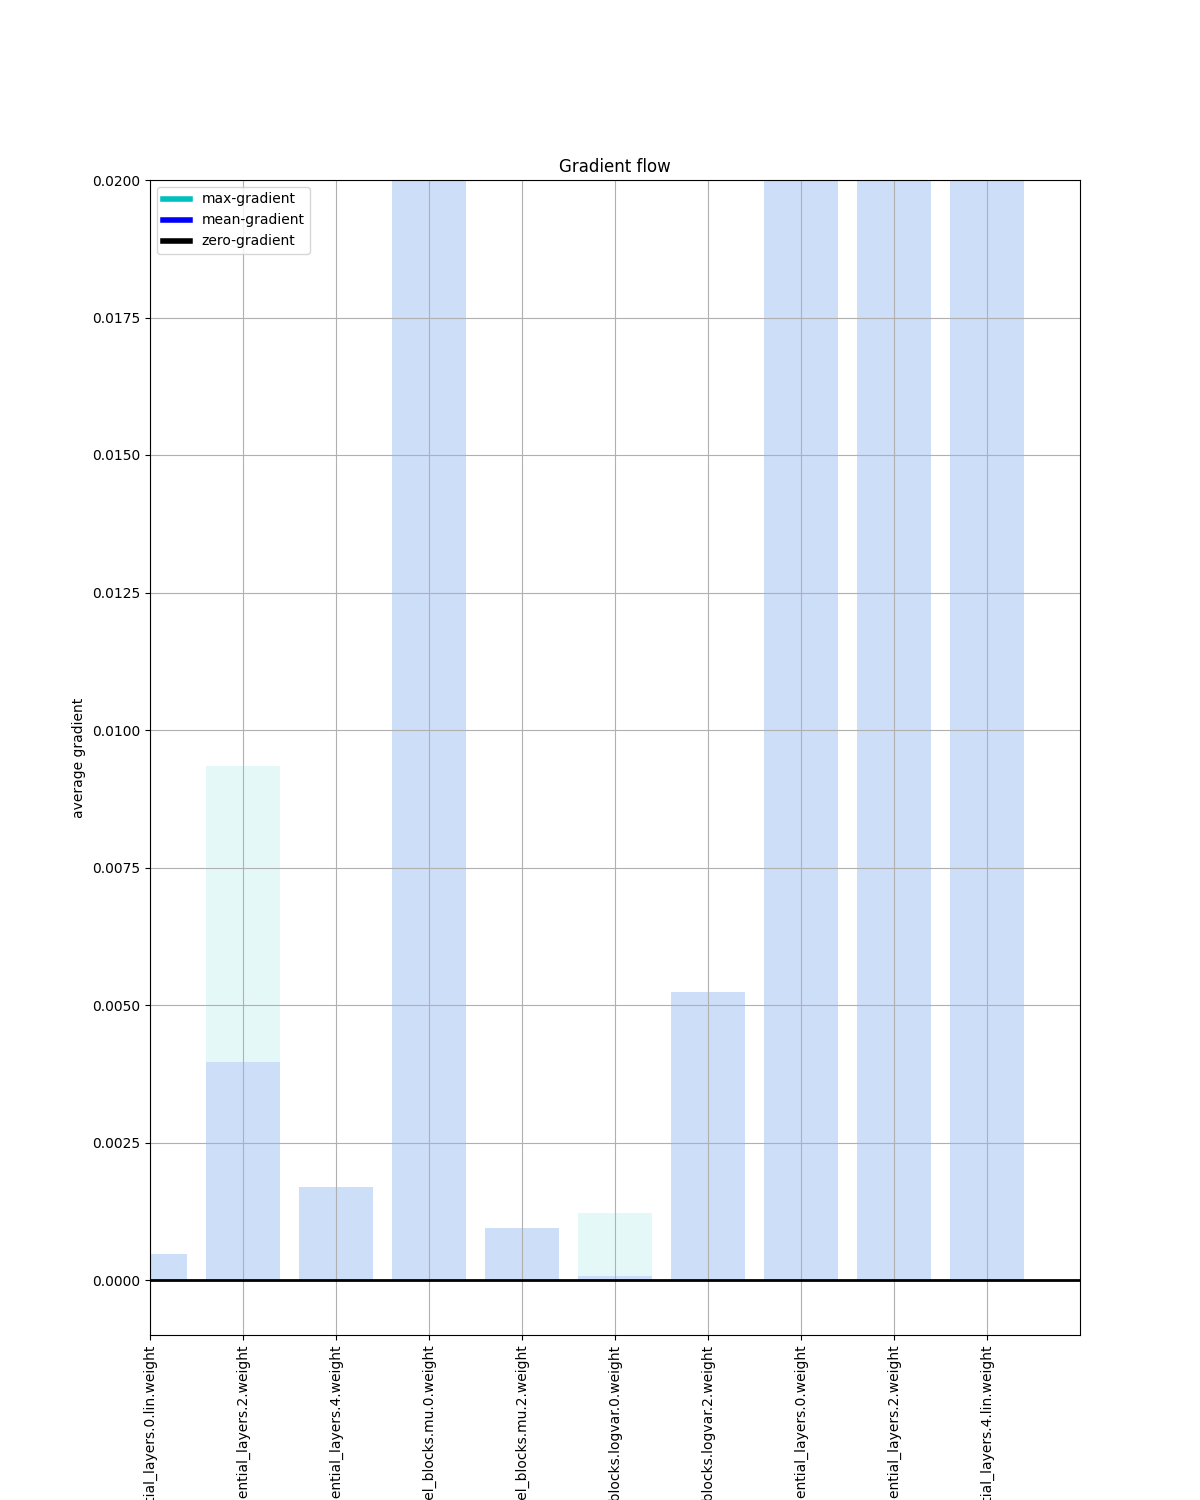 Gradient flow
max-gradient
mean-gradient
zero-gradient
0.0200
0.0175
0.0150
0.0125
0.0100
0.0075
0.0050
0.0025
0.0000
average gradient
tial_layers.0.lin.weight
ential_layers.2.weight
ential_layers.4.weight
el_blocks.mu.0.weight
el_blocks.mu.2.weight
blocks.logvar.0.weight
blocks.logvar.2.weight
ential_layers.0.weight
ential_layers.2.weight
tial_layers.4.lin.weight